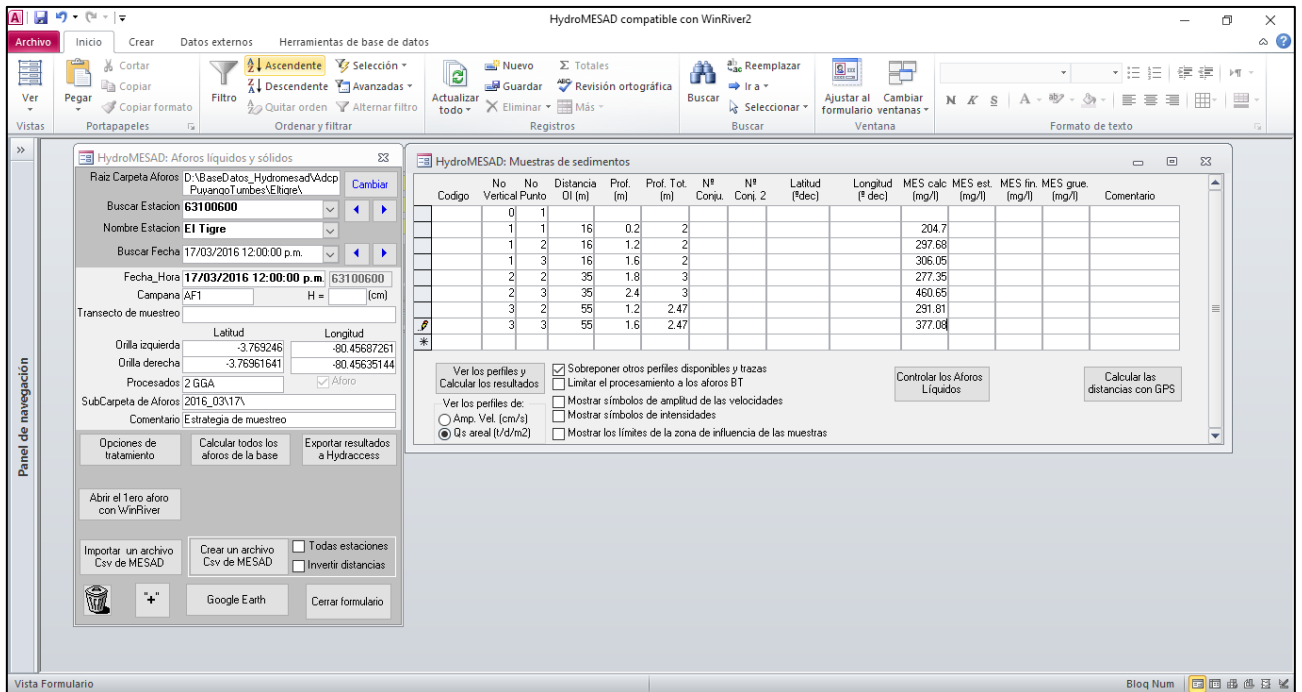 HydroMESAD compatible con WinRiver2
Archivo Inicio Crear Datos externos Herramientas de base de datos
Ver
Vistas
Pegar
Cortar
Copiar
Copiar formato
Portapapeles
Filtro
Ascendente
Descendente
Quitar orden
Selección
Avanzadas
Alternar filtro
Ordenar y filtrar
Actualizar
todo
Nuevo
Guardar
Eliminar
Σ Totales
Revisión ortográfica
Más
Registros
Buscar
Reemplazar
Ir a
Seleccionar
Buscar
Ajustar al
formulario
Cambiar
ventanas
Ventana
N K S
Formato de texto
Panel de navegación
HydroMESAD: Aforos líquidos y sólidos
Raiz Carpeta Aforos D:\BaseDatos_Hydromesad\Adcp
PuyangoTumbes\Eltigre\
Cambiar
Buscar Estacion 63100600
Nombre Estacion El Tigre
Buscar Fecha 17/03/2016 12:00:00 p.m.
Fecha_Hora 17/03/2016 12:00:00 p.m 63100600
Campana AF1 H = (cm)
Transecto de muestreo
Latitud Longitud
Orilla izquierda -3.769246 -80.45687261
Orilla derecha -3.76961641 -80.45635144
Procesados 2 GGA Aforo
SubCarpeta de Aforos 2016_03\17\
Comentario Estrategia de muestreo
Opciones de
tratamiento
Calcular todos los
aforos de la base
Exportar resultados
a Hydraccess
Abrir el 1ero aforo
con WinRiver
Importar un archivo
Csv de MESAD
Crear un archivo
Csv de MESAD
Todas estaciones
Invertir distancias
"+"
Google Earth
Cerrar formulario
HydroMESAD: Muestras de sedimentos
No No Distancia Prof. Prof. Tot. Nº Nº Latitud Longitud MES calc MES est. MES fin. MES grue.
Codigo Vertical Punto OI (m) (m) (m) Conju. Conj. 2 (ºdec) (º dec) (mg/l) (mg/l) (mg/l) (mg/l) Comentario
0 1
1 1 16 0.2 2 204.7
1 2 16 1.2 2 297.68
1 3 16 1.6 2 306.05
2 2 35 1.8 3 277.35
2 3 35 2.4 3 460.65
3 2 55 1.2 2.47 291.81
3 3 55 1.6 2.47 377.08
Ver los perfiles y
Calcular los resultados
Ver los perfiles de:
Amp. Vel. (cm/s)
Qs areal (t/d/m2)
Sobreponer otros perfiles disponibles y trazas
Limitar el procesamiento a los aforos BT
Mostrar símbolos de amplitud de las velocidades
Mostrar símbolos de intensidades
Mostrar los límites de la zona de influencia de las muestras
Controlar los Aforos
Líquidos
Calcular las
distancias con GPS
Vista Formulario
Bloq Num